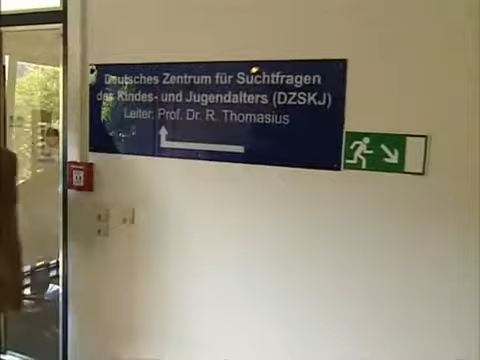 Deutsches Zentrum für Suchtfragen
des Kindes- und Jugendalters (DZSKJ)
Leiter: Prof. Dr. R. Thomasius